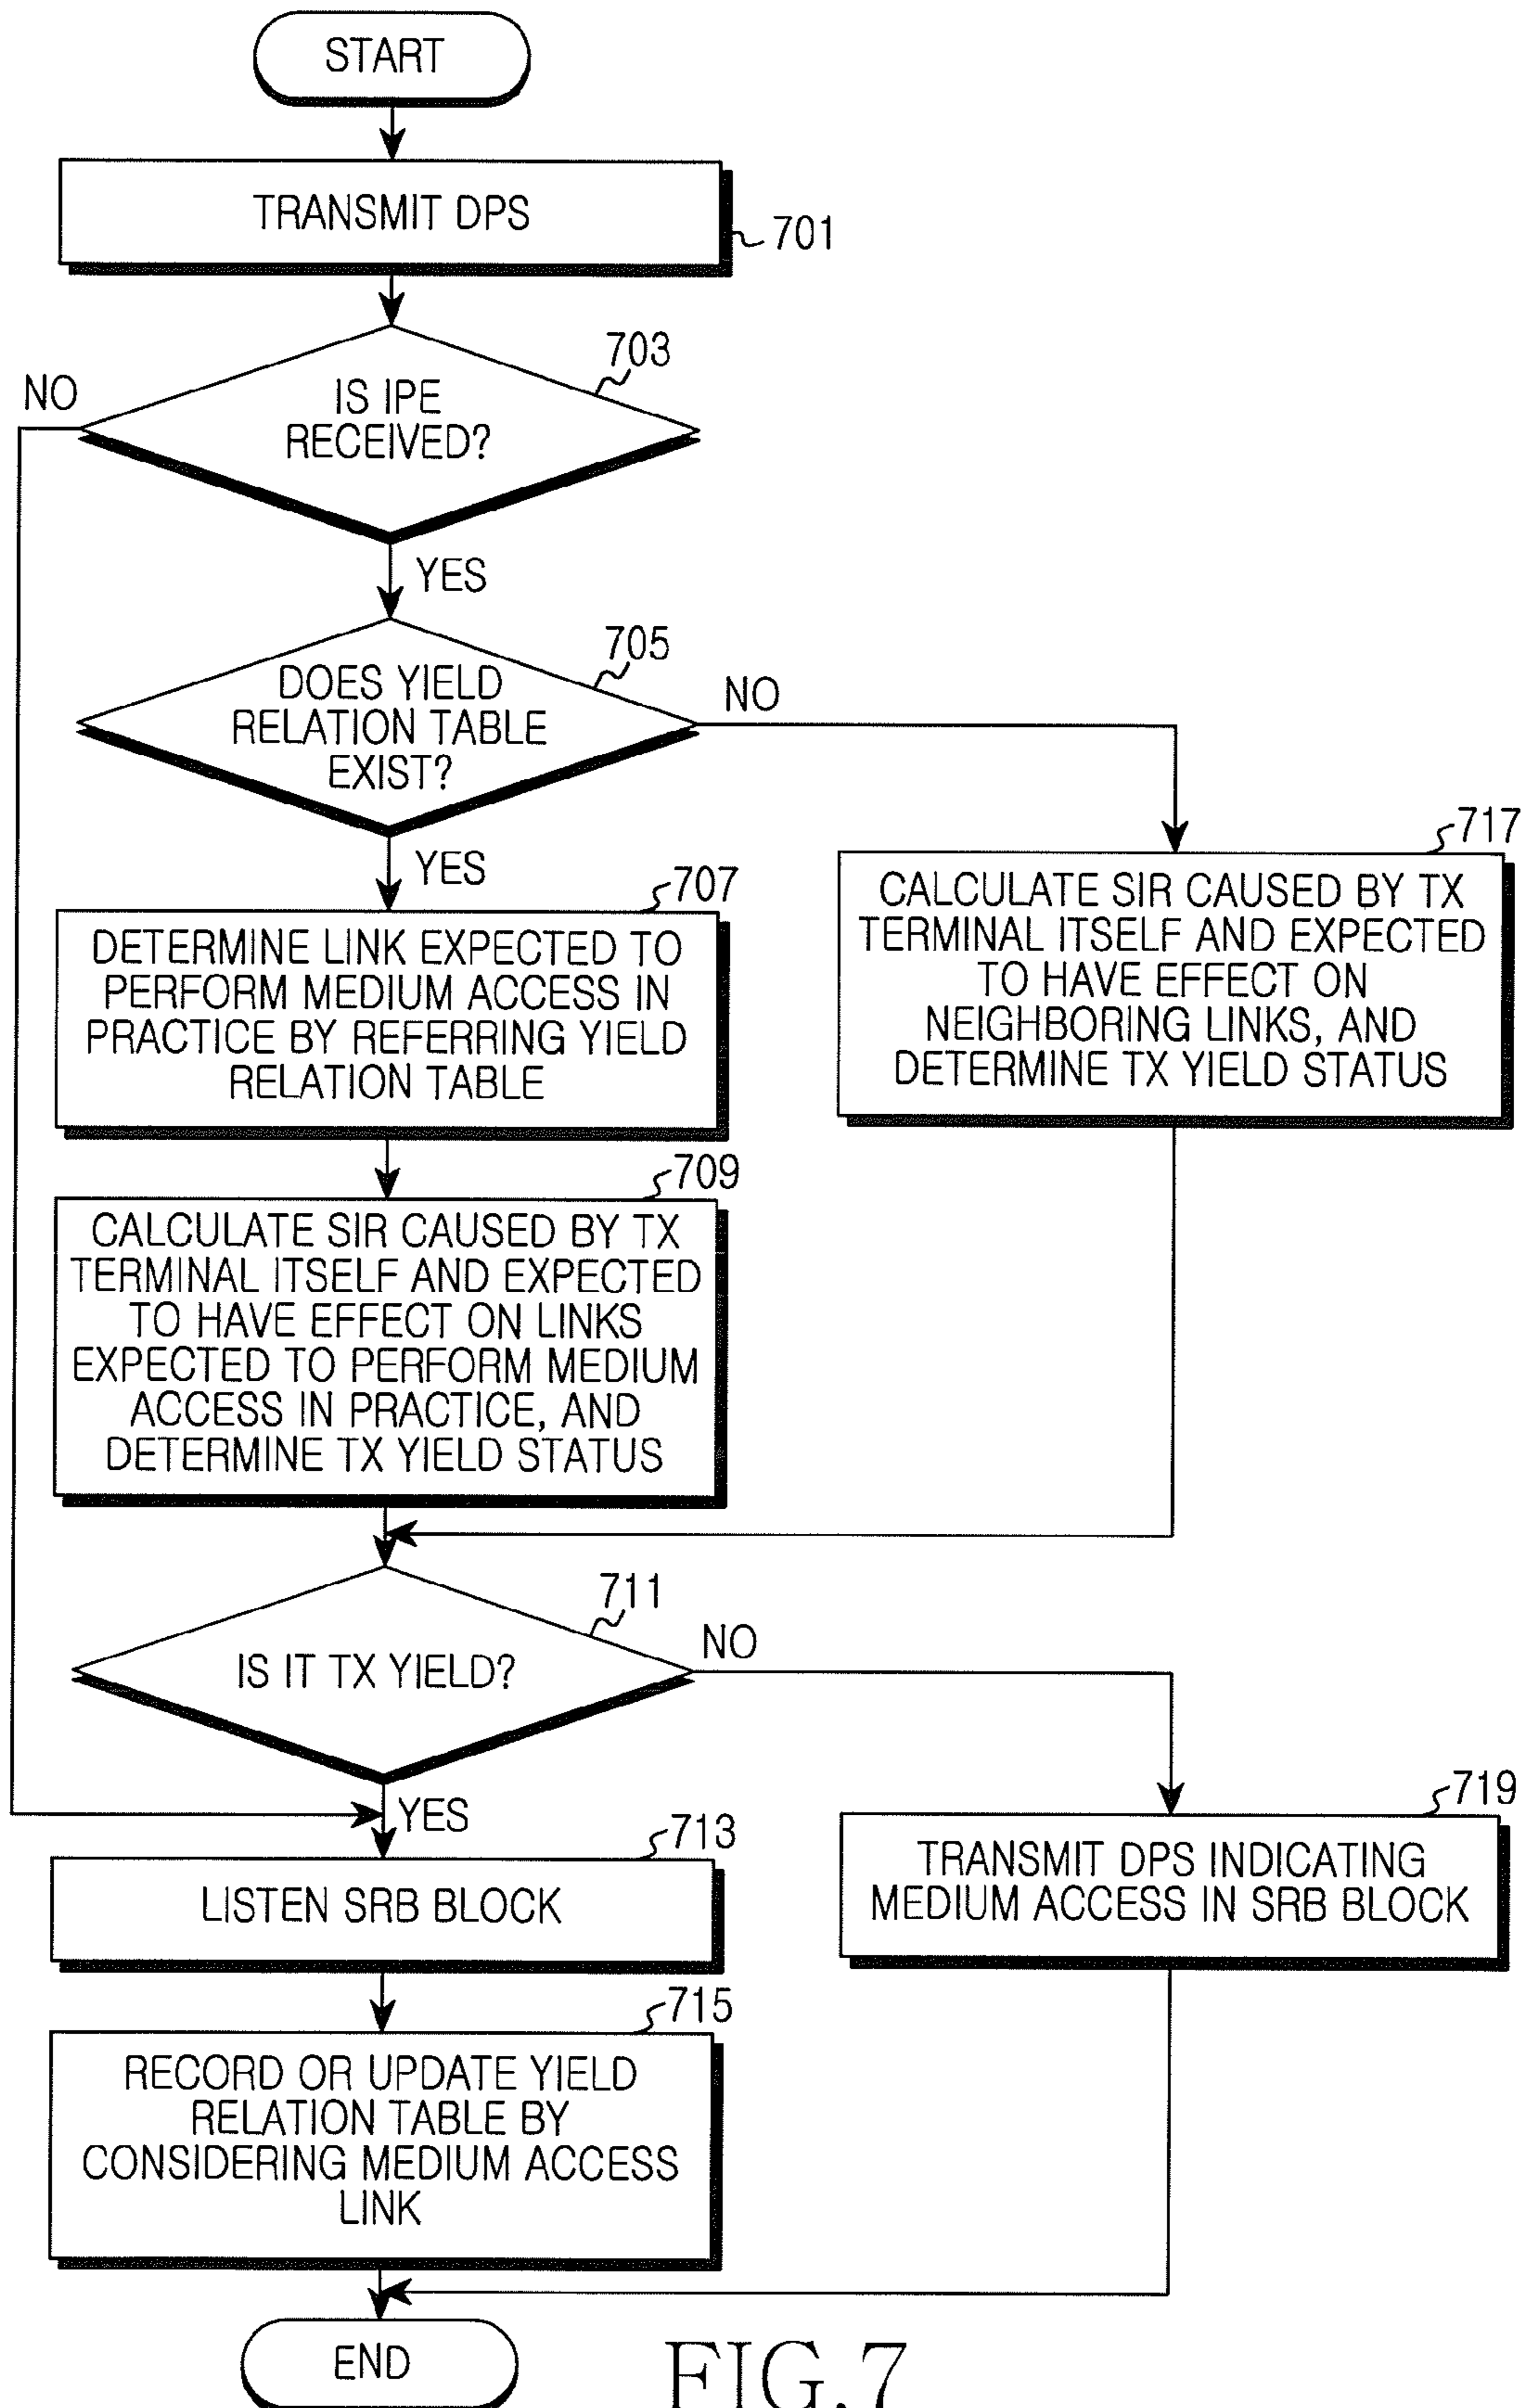 START
TRANSMIT DPS
701
703
NO
IS IPE
RECEIVED?
YES
705
DOES YIELD
RELATION TABLE
EXIST?
NO
YES
717
CALCULATE SIR CAUSED BY TX
TERMINAL ITSELF AND EXPECTED
TO HAVE EFFECT ON
NEIGHBORING LINKS, AND
DETERMINE TX YIELD STATUS
707
DETERMINE LINK EXPECTED TO
PERFORM MEDIUM ACCESS IN
PRACTICE BY REFERRING YIELD
RELATION TABLE
709
CALCULATE SIR CAUSED BY TX
TERMINAL ITSELF AND EXPECTED
TO HAVE EFFECT ON LINKS
EXPECTED TO PERFORM MEDIUM
ACCESS IN PRACTICE, AND
DETERMINE TX YIELD STATUS
711
IS IT TX YIELD?
NO
YES
713
LISTEN SRB BLOCK
719
TRANSMIT DPS INDICATING
MEDIUM ACCESS IN SRB BLOCK
715
RECORD OR UPDATE YIELD
RELATION TABLE BY
CONSIDERING MEDIUM ACCESS
LINK
END
FIG.7